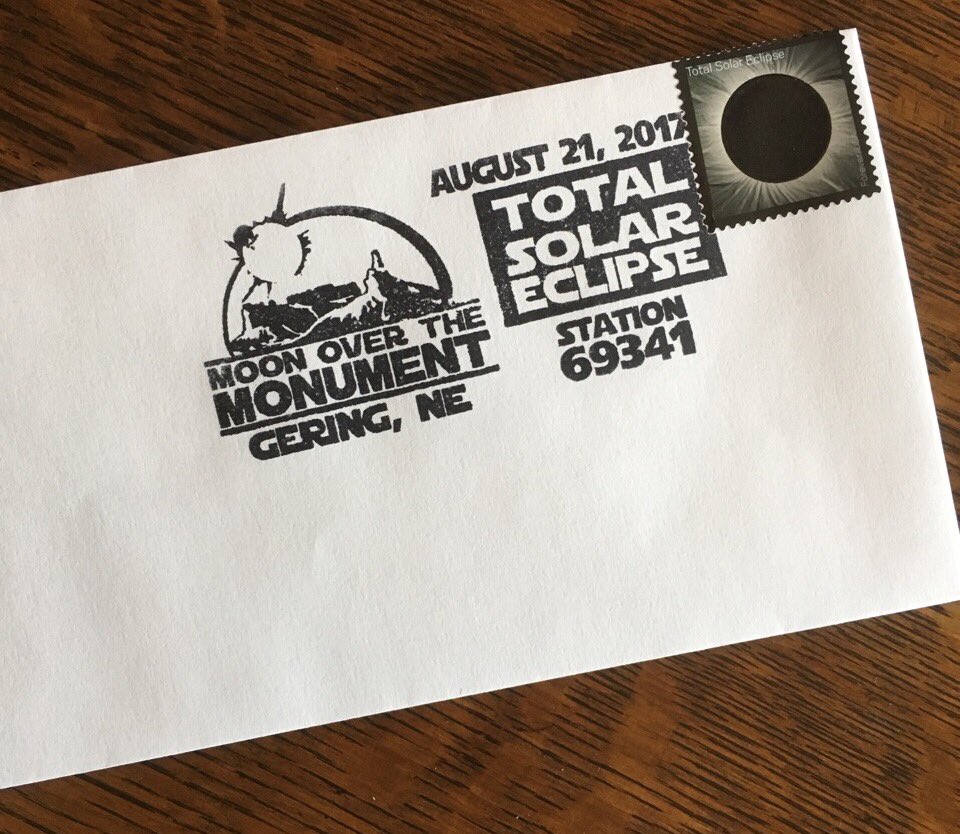 Total Solar Eclipse
AUGUST 21, 2017
TOTAL
SOLAR
ECLIPSE
STATION
69341
MOON OVER THE
MONUMENT
GERING, NE